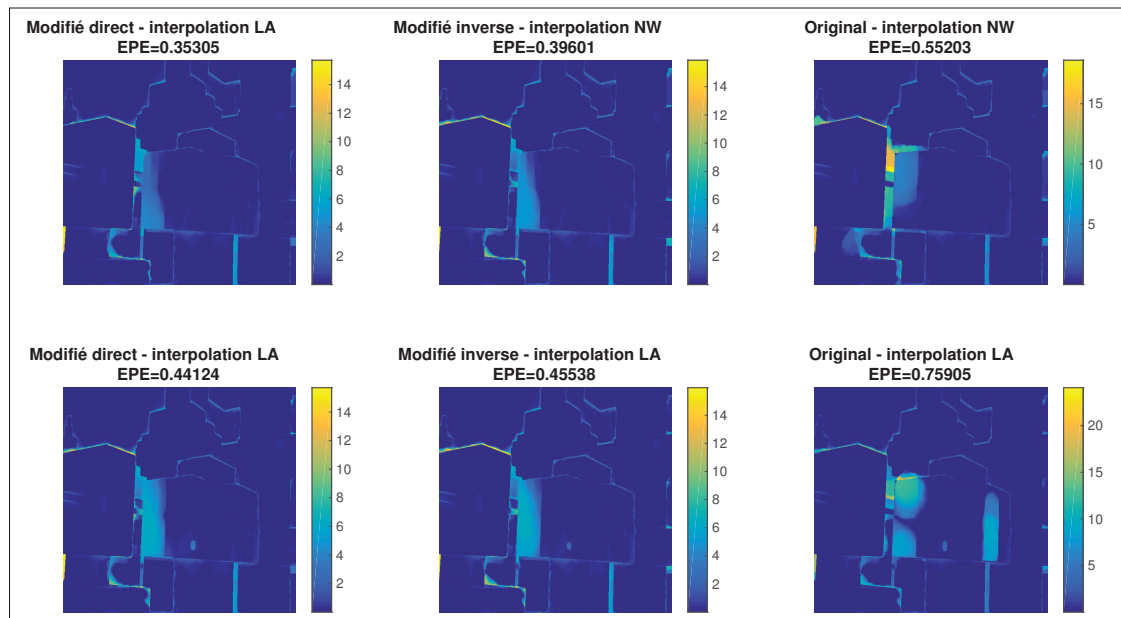 Modifié direct - interpolation LA
EPE=0.35305
14
12
10
8
6
4
2
Modifié inverse - interpolation NW
EPE=0.39601
14
12
10
8
6
4
2
Original - interpolation NW
EPE=0.55203
15
10
5
Modifié direct - interpolation LA
EPE=0.44124
14
12
10
8
6
4
2
Modifié inverse - interpolation LA
EPE=0.45538
14
12
10
8
6
4
2
Original - interpolation LA
EPE=0.75905
20
15
10
5